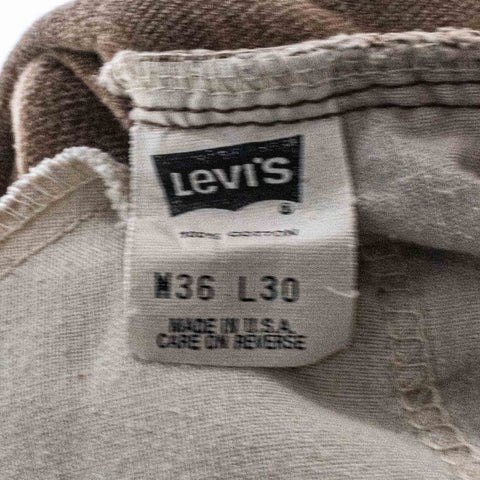 Levi's ®
100% COTTON
W36 L30
MADE IN U.S.A.
CARE ON REVERSE